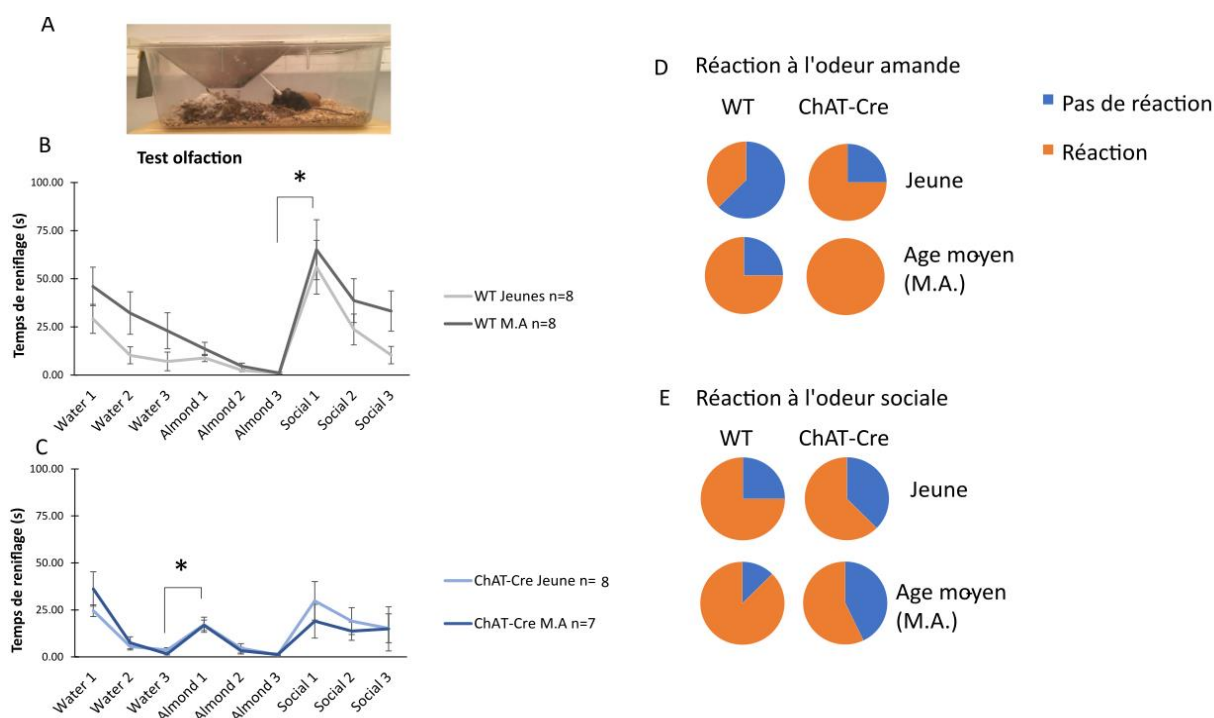 A
B
Test olfaction
100.00
*
75.00
50.00
25.00
0.00
Temps de reniflage (s)
Water 1
Water 2
Water 3
Almond 1
Almond 2
Almond 3
Social 1
Social 2
Social 3
WT Jeunes n=8
WT M.A n=8
C
100.00
75.00
50.00
25.00
0.00
*
Temps de reniflage (s)
Water 1
Water 2
Water 3
Almond 1
Almond 2
Almond 3
Social 1
Social 2
Social 3
ChAT-Cre Jeune n= 8
ChAT-Cre M.A n=7
D Réaction à l'odeur amande
WT ChAT-Cre
Jeune
Age moyen
(M.A.)
Pas de réaction
Réaction
E Réaction à l'odeur sociale
WT ChAT-Cre
Jeune
Age moyen
(M.A.)